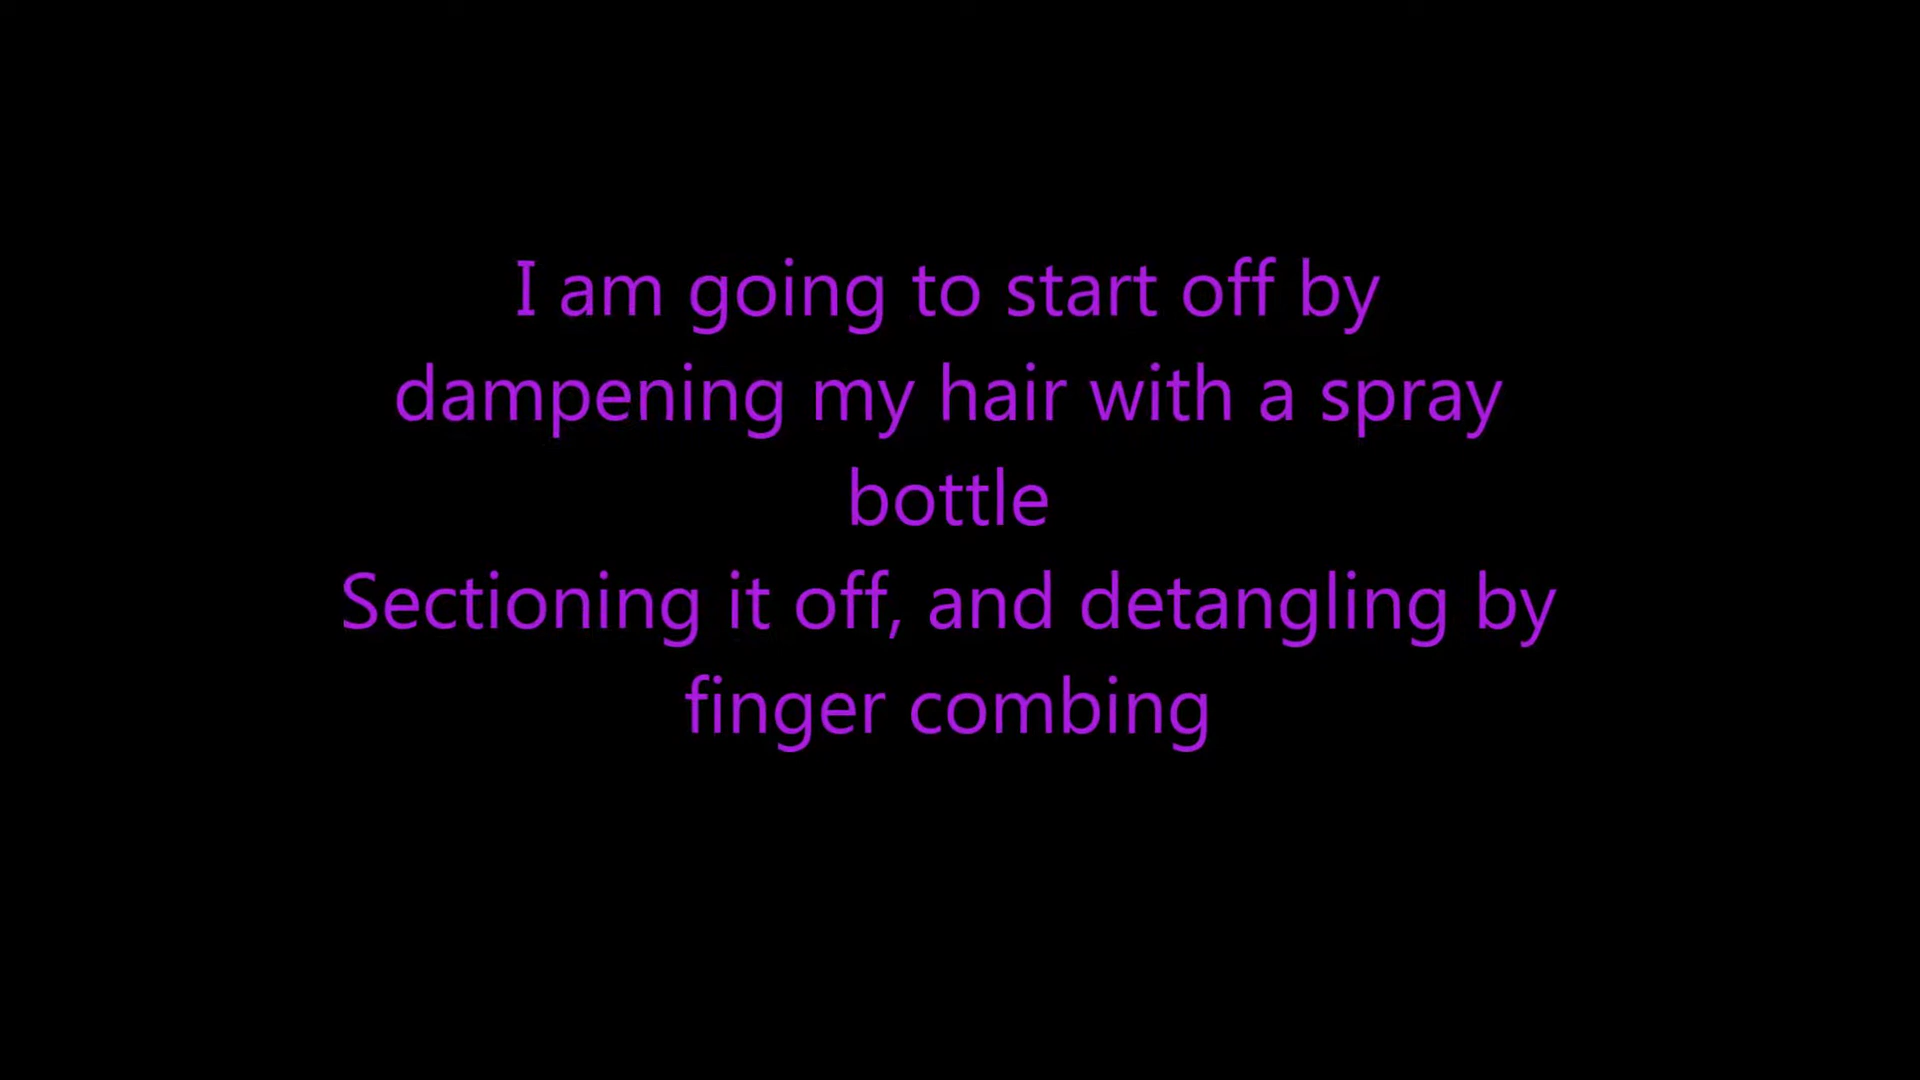 I am going to start off by
dampening my hair with a spray
bottle
Sectioning it off, and detangling by
finger combing